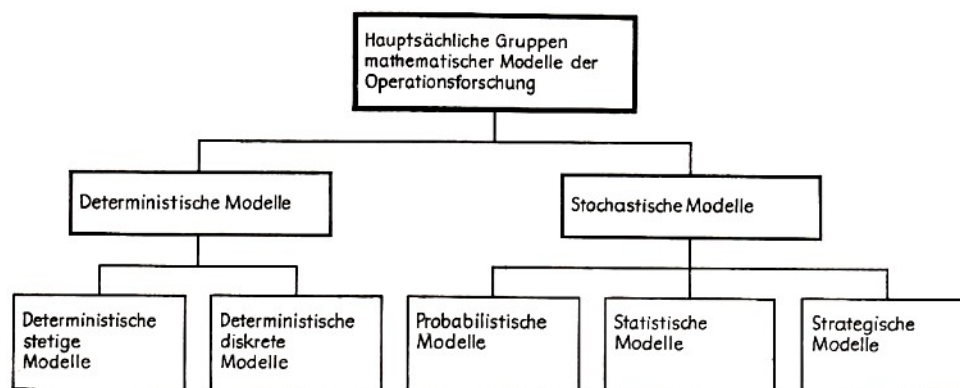 Hauptsächliche Gruppen
mathematischer Modelle der
Operationsforschung
Deterministische Modelle
Stochastische Modelle
Deterministische
stetige
Modelle
Deterministische
diskrete
Modelle
Probabilistische
Modelle
Statistische
Modelle
Strategische
Modelle